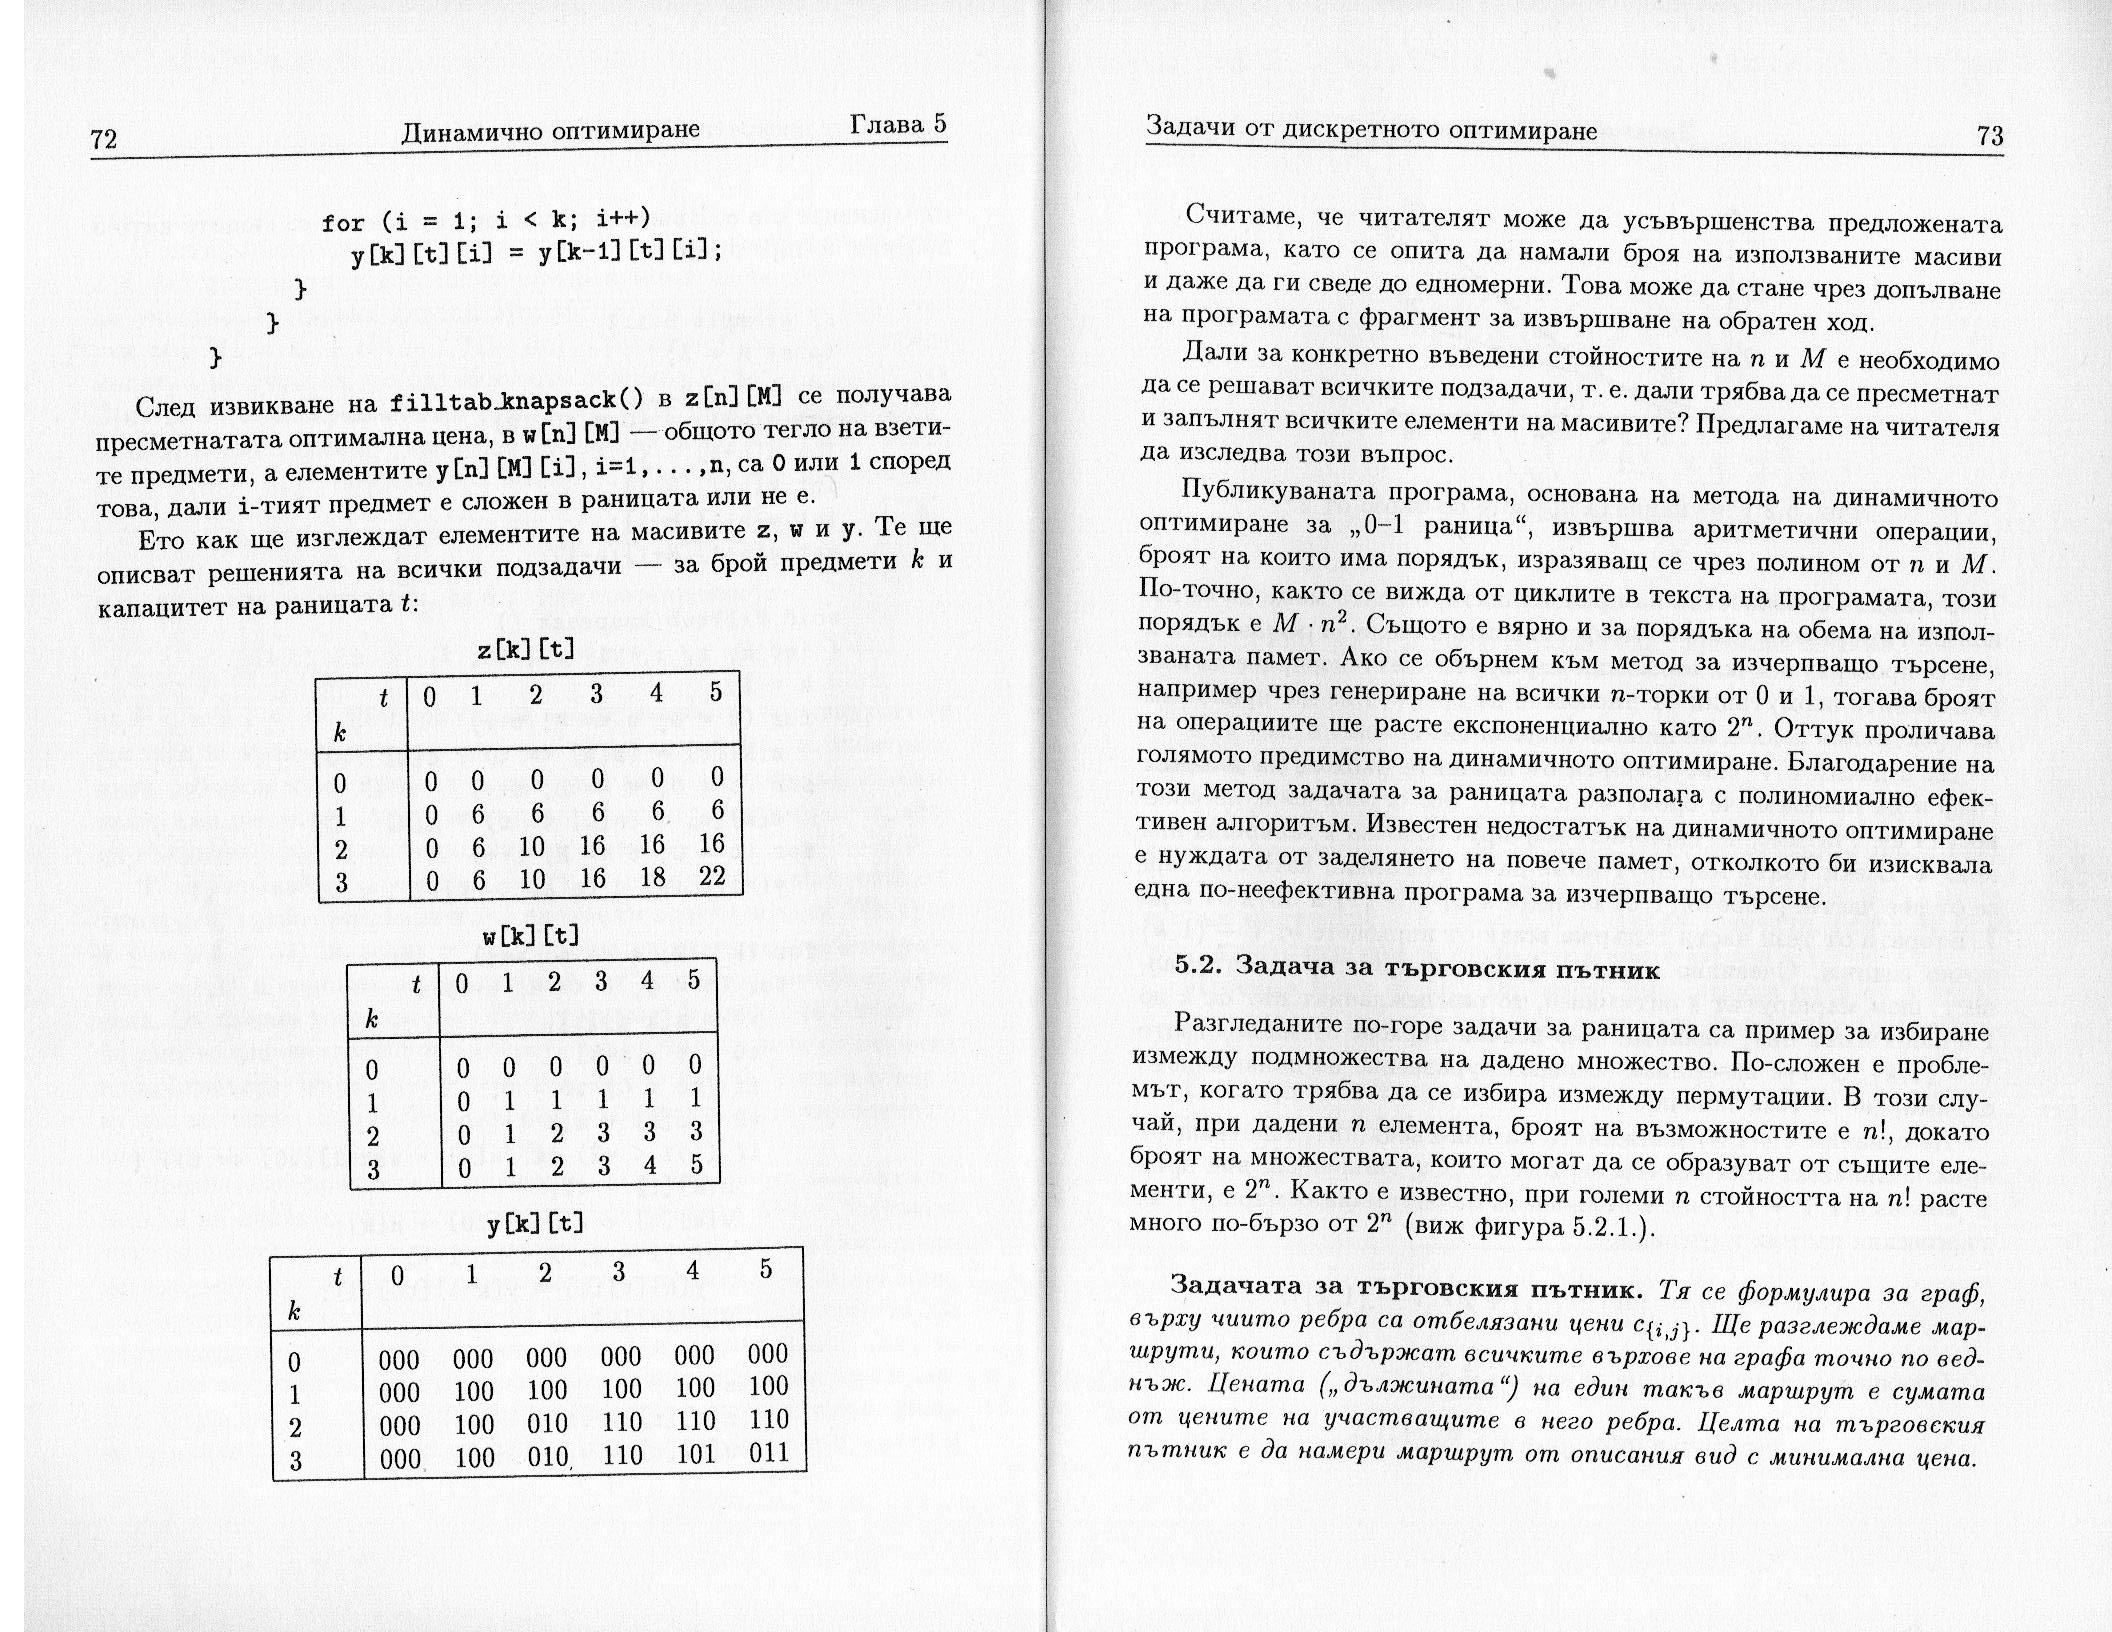 72 Динамично оптимиране Глава 5
for (i = 1; i < k; i++)
y[k][t][i] = y[k-1][t][i];
}
}
}
След извикване на filltab_knapsack() в z[n][M] се получава
пресметнатата оптимална цена, в w[n][M] — общото тегло на взети-
те предмети, а елементите y[n][M][i], i=1,...,n, са 0 или 1 според
това, дали i-тият предмет е сложен в раницата или не е.
Ето как ще изглеждат елементите на масивите z, w и y. Те ще
описват решенията на всички подзадачи — за брой предмети k и
капацитет на раницата t:
z[k][t]
t 0 1 2 3 4 5
k
0 0 0 0 0 0 0
1 0 6 6 6 6 6
2 0 6 10 16 16 16
3 0 6 10 16 18 22
w[k][t]
t 0 1 2 3 4 5
k
0 0 0 0 0 0 0
1 0 1 1 1 1 1
2 0 1 2 3 3 3
3 0 1 2 3 4 5
y[k][t]
t 0 1 2 3 4 5
k
0 000 000 000 000 000 000
1 000 100 100 100 100 100
2 000 100 010 110 110 110
3 000 100 010 110 101 011
Задачи от дискретното оптимиране 73
Считаме, че читателят може да усъвършенства предложената
програма, като се опита да намали броя на използваните масиви
и даже да ги сведе до едномерни. Това може да стане чрез допълване
на програмата с фрагмент за извършване на обратен ход.
Дали за конкретно въведени стойностите на n и M е необходимо
да се решават всичките подзадачи, т. е. дали трябва да се пресметнат
и запълнят всичките елементи на масивите? Предлагаме на читателя
да изследва този въпрос.
Публикуваната програма, основана на метода на динамичното
оптимиране за „0–1 раница“, извършва аритметични операции,
броят на които има порядък, изразяващ се чрез полином от n и M.
По-точно, както се вижда от циклите в текста на програмата, този
порядък е M · n². Същото е вярно и за порядъка на обема на изпол-
званата памет. Ако се обърнем към метод за изчерпващо търсене,
например чрез генериране на всички n-торки от 0 и 1, тогава броят
на операциите ще расте експоненциално като 2ⁿ. Оттук проличава
голямото предимство на динамичното оптимиране. Благодарение на
този метод задачата за раницата разполага с полиномиално ефек-
тивен алгоритъм. Известен недостатък на динамичното оптимиране
е нуждата от заделянето на повече памет, отколкото би изисквала
една по-неефективна програма за изчерпващо търсене.
5.2. Задача за търговския пътник
Разгледаните по-горе задачи за раницата са пример за избиране
измежду подмножества на дадено множество. По-сложен е пробле-
мът, когато трябва да се избира измежду пермутации. В този слу-
чай, при дадени n елемента, броят на възможностите е n!, докато
броят на множествата, които могат да се образуват от същите еле-
менти, е 2ⁿ. Както е известно, при големи n стойността на n! расте
много по-бързо от 2ⁿ (виж фигура 5.2.1.).
Задачата за търговския пътник. Тя се формулира за граф,
върху чиито ребра са отбелязани цени c{i,j}. Ще разглеждаме мар-
шрути, които съдържат всичките върхове на графа точно по вед-
нъж. Цената („дължината“) на един такъв маршрут е сумата
от цените на участващите в него ребра. Целта на търговския
пътник е да намери маршрут от описания вид с минимална цена.